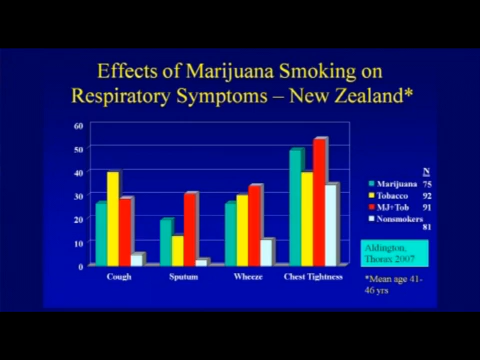 Effects of Marijuana Smoking on
Respiratory Symptoms – New Zealand*
60
50
40
30
20
10
0
Cough
Sputum
Wheeze
Chest Tightness
N
Marijuana 75
Tobacco 92
MJ+Tob 91
Nonsmokers
81
Aldington,
Thorax 2007
*Mean age 41-
46 yrs